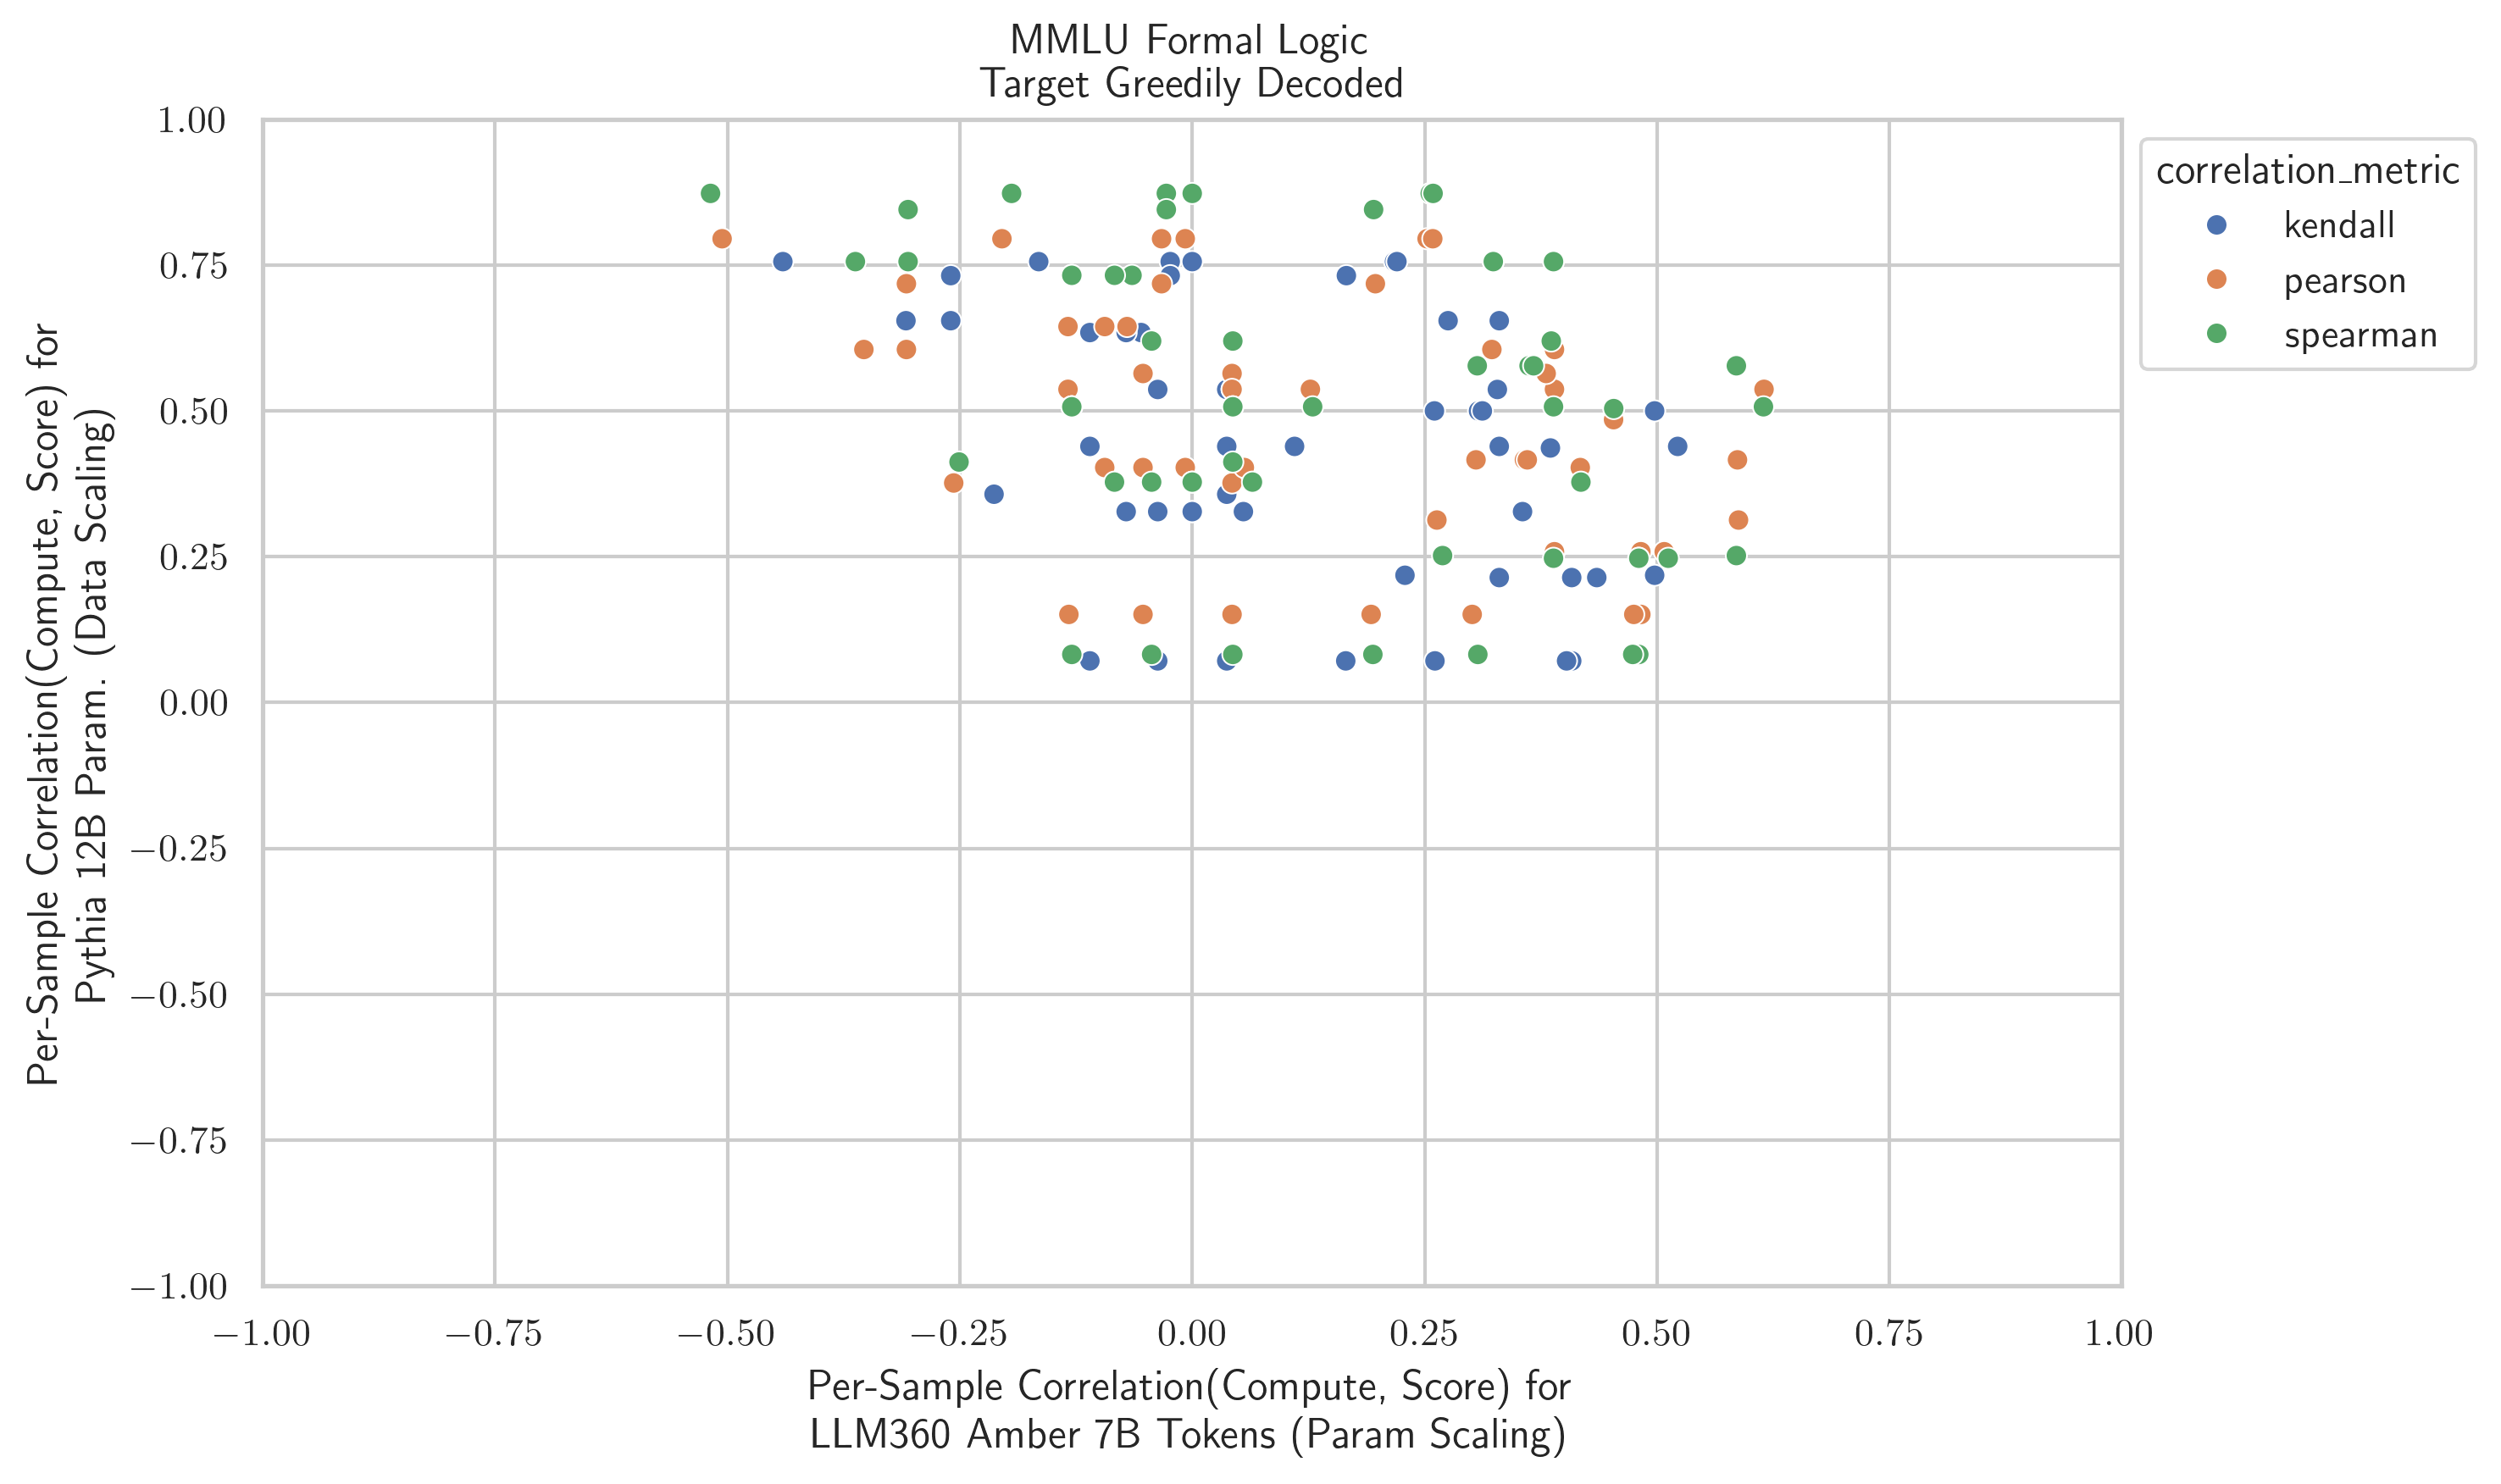 MMLU Formal Logic
Target Greedily Decoded
Per-Sample Correlation(Compute, Score) for
Pythia 12B Param. (Data Scaling)
1.00
0.75
0.50
0.25
0.00
−0.25
−0.50
−0.75
−1.00
−1.00
−0.75
−0.50
−0.25
0.00
0.25
0.50
0.75
1.00
Per-Sample Correlation(Compute, Score) for
LLM360 Amber 7B Tokens (Param Scaling)
correlation_metric
kendall
pearson
spearman